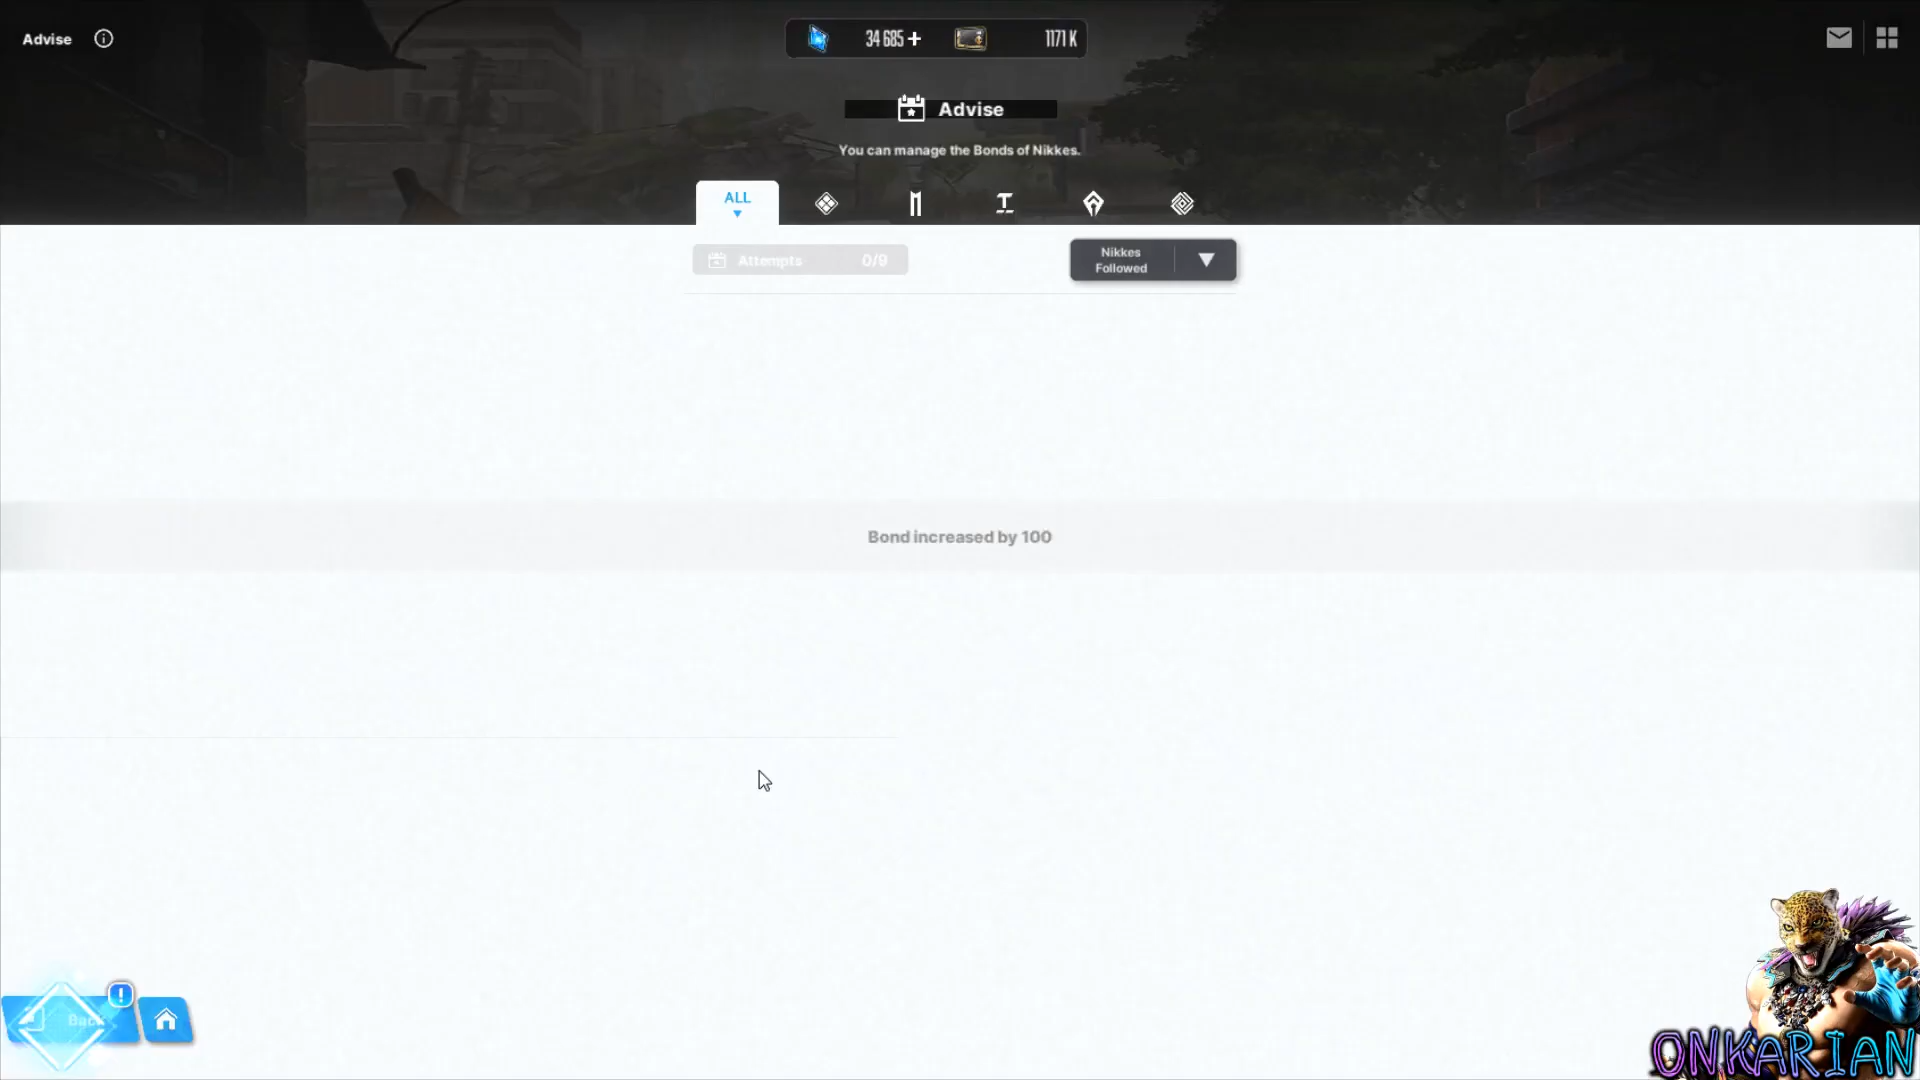 Advise
34 685
1171 K
Advise
You can manage the Bonds of Nikkes.
ALL
Attempts 0/9
Nikkes
Followed
Bond increased by 100
Back
ONKARIAN